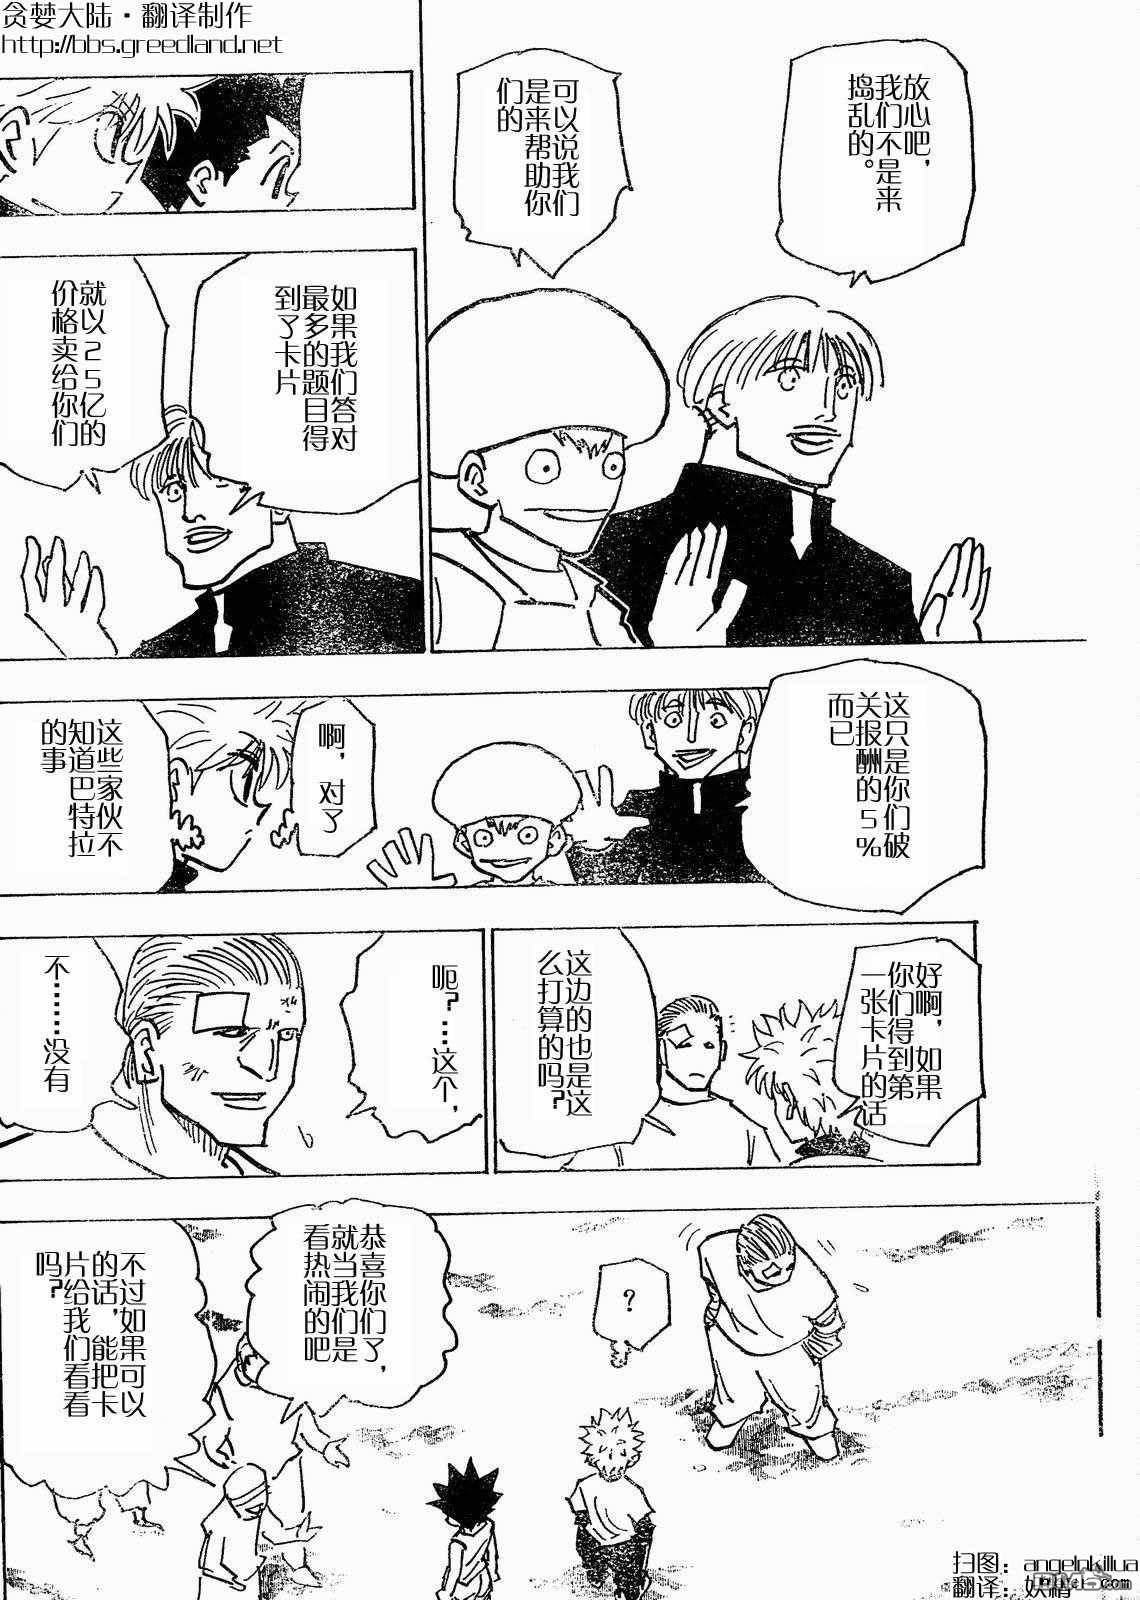 贪婪大陆·翻译制作
http://bbs.greedland.net
放心吧，
我们不是来
捣乱的。
可以说我们
是来帮助你
们的
如果我们答对
最多的题目得
到了卡片
就以25亿的
价格卖给你们
这只是你们破
关报酬的5%
而已
啊，对了
这些家伙不
知道巴特拉
的事
好啊，如果
你们得到第
一张卡片的话
这边的也是这
么打算的吗？
呃？…这个，
不……没有
？
恭喜你们了，
就当我们是
看热闹的吧
不过如果可以
的话，能把卡
片给我们看看
吗？
扫图：angelnkillua
翻译：妖精